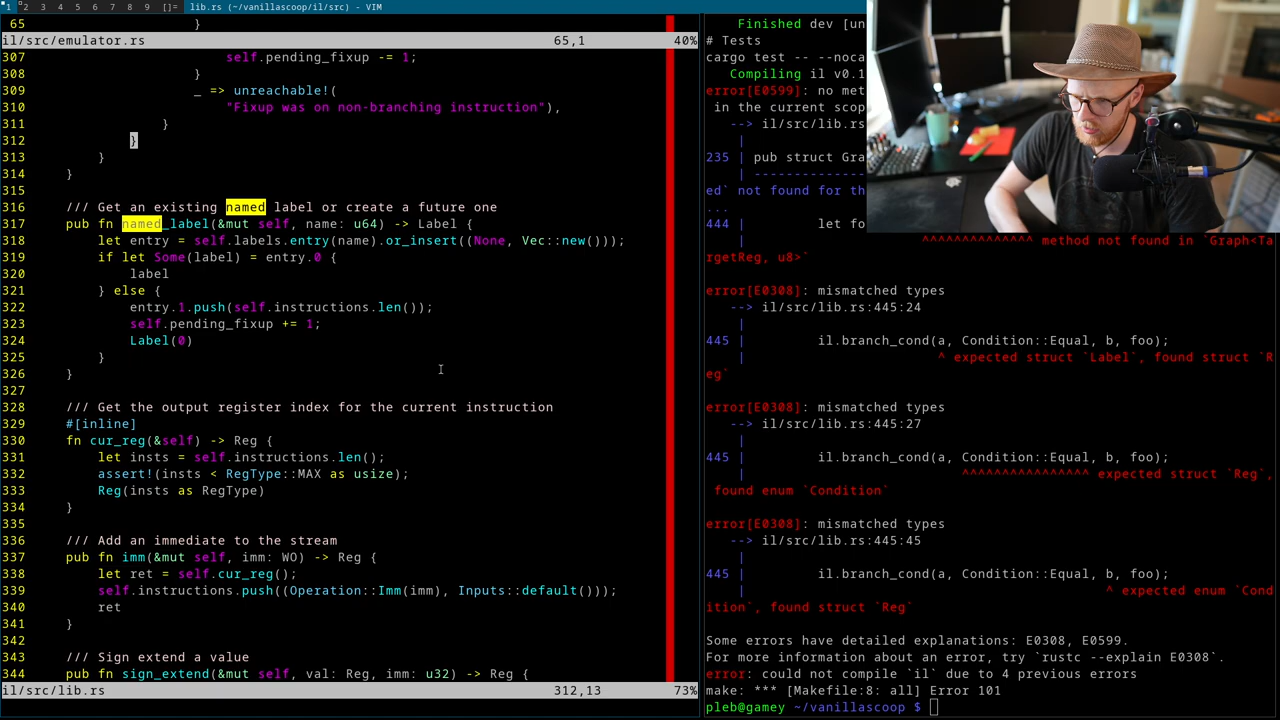 1 2 3 4 5 6 7 8 9 []= lib.rs (~/vanillascoop/il/src) - VIM
65 }
il/src/emulator.rs 65,1 40%
307 self.pending_fixup -= 1;
308 }
309 _ => unreachable!(
310 "Fixup was on non-branching instruction"),
311 }
312 }
313 }
314 }
315
316 /// Get an existing named label or create a future one
317 pub fn named_label(&mut self, name: u64) -> Label {
318 let entry = self.labels.entry(name).or_insert((None, Vec::new()));
319 if let Some(label) = entry.0 {
320 label
321 } else {
322 entry.1.push(self.instructions.len());
323 self.pending_fixup += 1;
324 Label(0)
325 }
326 }
327
328 /// Get the output register index for the current instruction
329 #[inline]
330 fn cur_reg(&self) -> Reg {
331 let insts = self.instructions.len();
332 assert!(insts < RegType::MAX as usize);
333 Reg(insts as RegType)
334 }
335
336 /// Add an immediate to the stream
337 pub fn imm(&mut self, imm: WO) -> Reg {
338 let ret = self.cur_reg();
339 self.instructions.push((Operation::Imm(imm), Inputs::default()));
340 ret
341 }
342
343 /// Sign extend a value
344 pub fn sign_extend(&mut self, val: Reg, imm: u32) -> Reg {
il/src/lib.rs 312,13 73%
Finished dev [un
# Tests
cargo test -- --noca
Compiling il v0.1
error[E0599]: no met
in the current scop
--> il/src/lib.rs
|
235 | pub struct Gra
| --------------
ed` not found for th
...
444 | let fo
| ^^^^^^^^^^^^^^ method not found in `Graph<Ta
rgetReg, u8>`
error[E0308]: mismatched types
--> il/src/lib.rs:445:24
|
445 | il.branch_cond(a, Condition::Equal, b, foo);
| ^ expected struct `Label`, found struct `R
eg`
error[E0308]: mismatched types
--> il/src/lib.rs:445:27
|
445 | il.branch_cond(a, Condition::Equal, b, foo);
| ^^^^^^^^^^^^^^^^ expected struct `Reg`,
found enum `Condition`
error[E0308]: mismatched types
--> il/src/lib.rs:445:45
|
445 | il.branch_cond(a, Condition::Equal, b, foo);
| ^ expected enum `Cond
ition`, found struct `Reg`
Some errors have detailed explanations: E0308, E0599.
For more information about an error, try `rustc --explain E0308`.
error: could not compile `il` due to 4 previous errors
make: *** [Makefile:8: all] Error 101
pleb@gamey ~/vanillascoop $